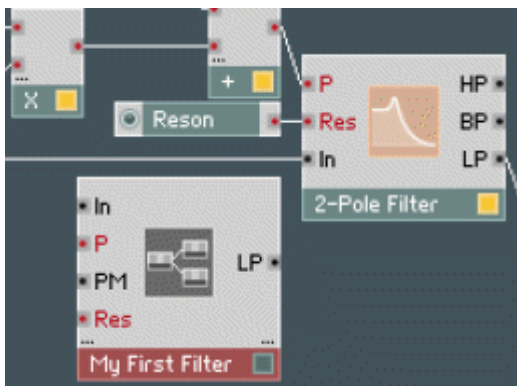 ...
...
X
+
Reson
P
Res
In
HP
BP
LP
2-Pole Filter
In
P
PM
Res
LP
...
...
My First Filter